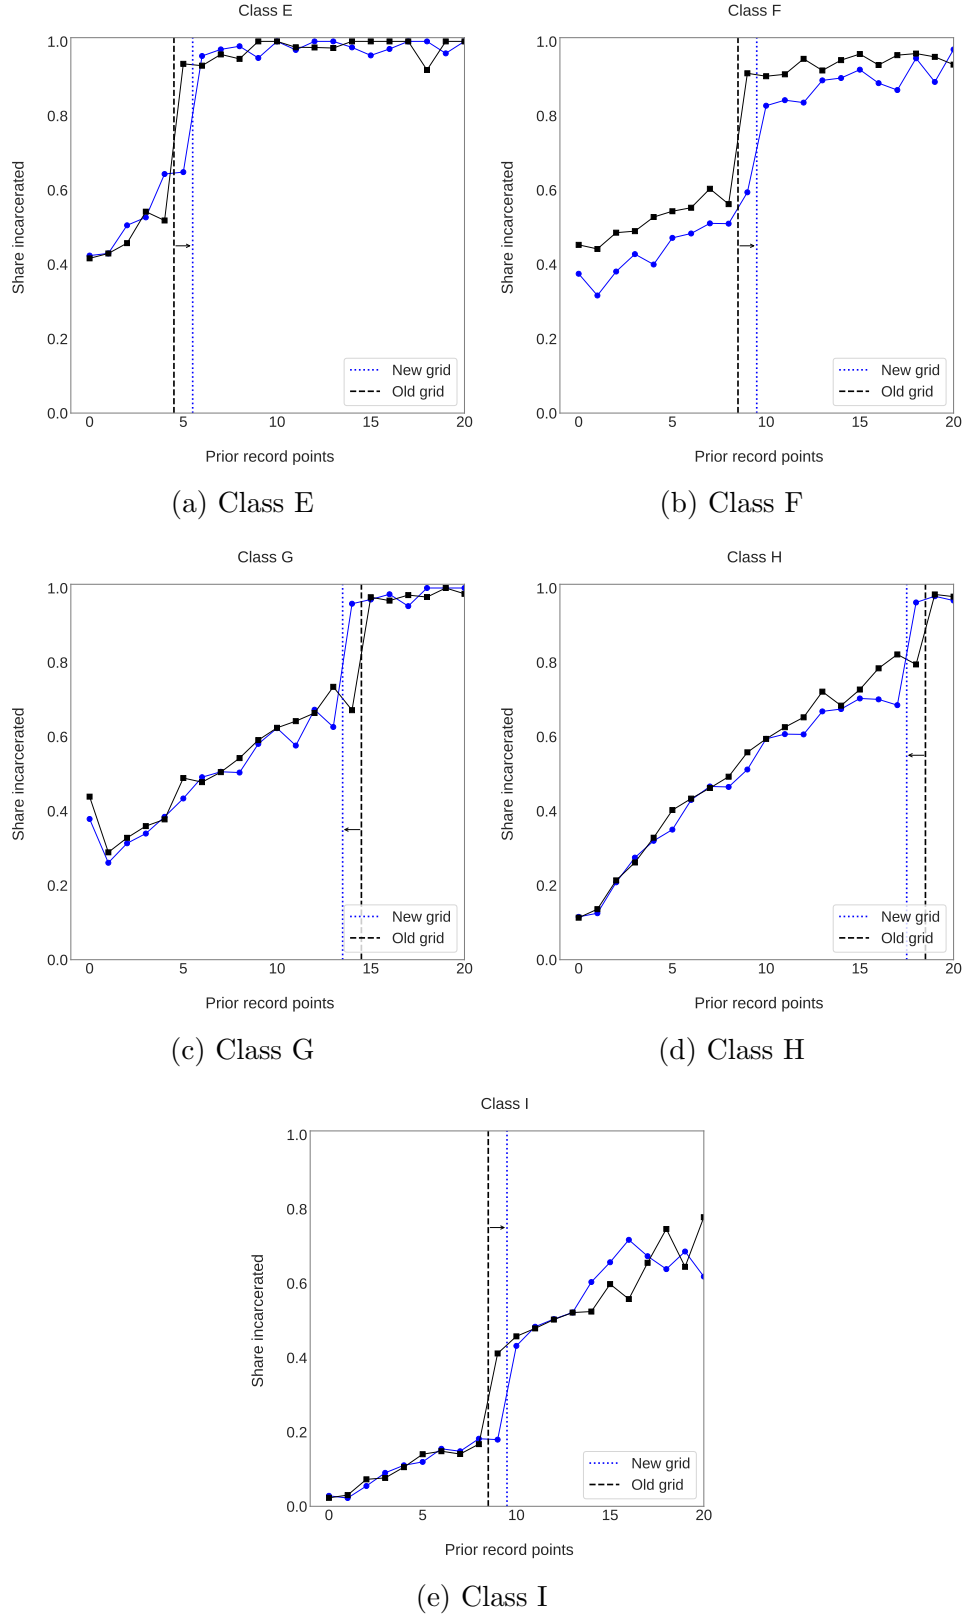 Class E
1.0
0.8
0.6
0.4
0.2
0.0
Share incarcerated
New grid
Old grid
0 5 10 15 20
Prior record points
(a) Class E
Class F
1.0
0.8
0.6
0.4
0.2
0.0
Share incarcerated
New grid
Old grid
0 5 10 15 20
Prior record points
(b) Class F
Class G
1.0
0.8
0.6
0.4
0.2
0.0
Share incarcerated
New grid
Old grid
0 5 10 15 20
Prior record points
(c) Class G
Class H
1.0
0.8
0.6
0.4
0.2
0.0
Share incarcerated
New grid
Old grid
0 5 10 15 20
Prior record points
(d) Class H
Class I
1.0
0.8
0.6
0.4
0.2
0.0
Share incarcerated
New grid
Old grid
0 5 10 15 20
Prior record points
(e) Class I